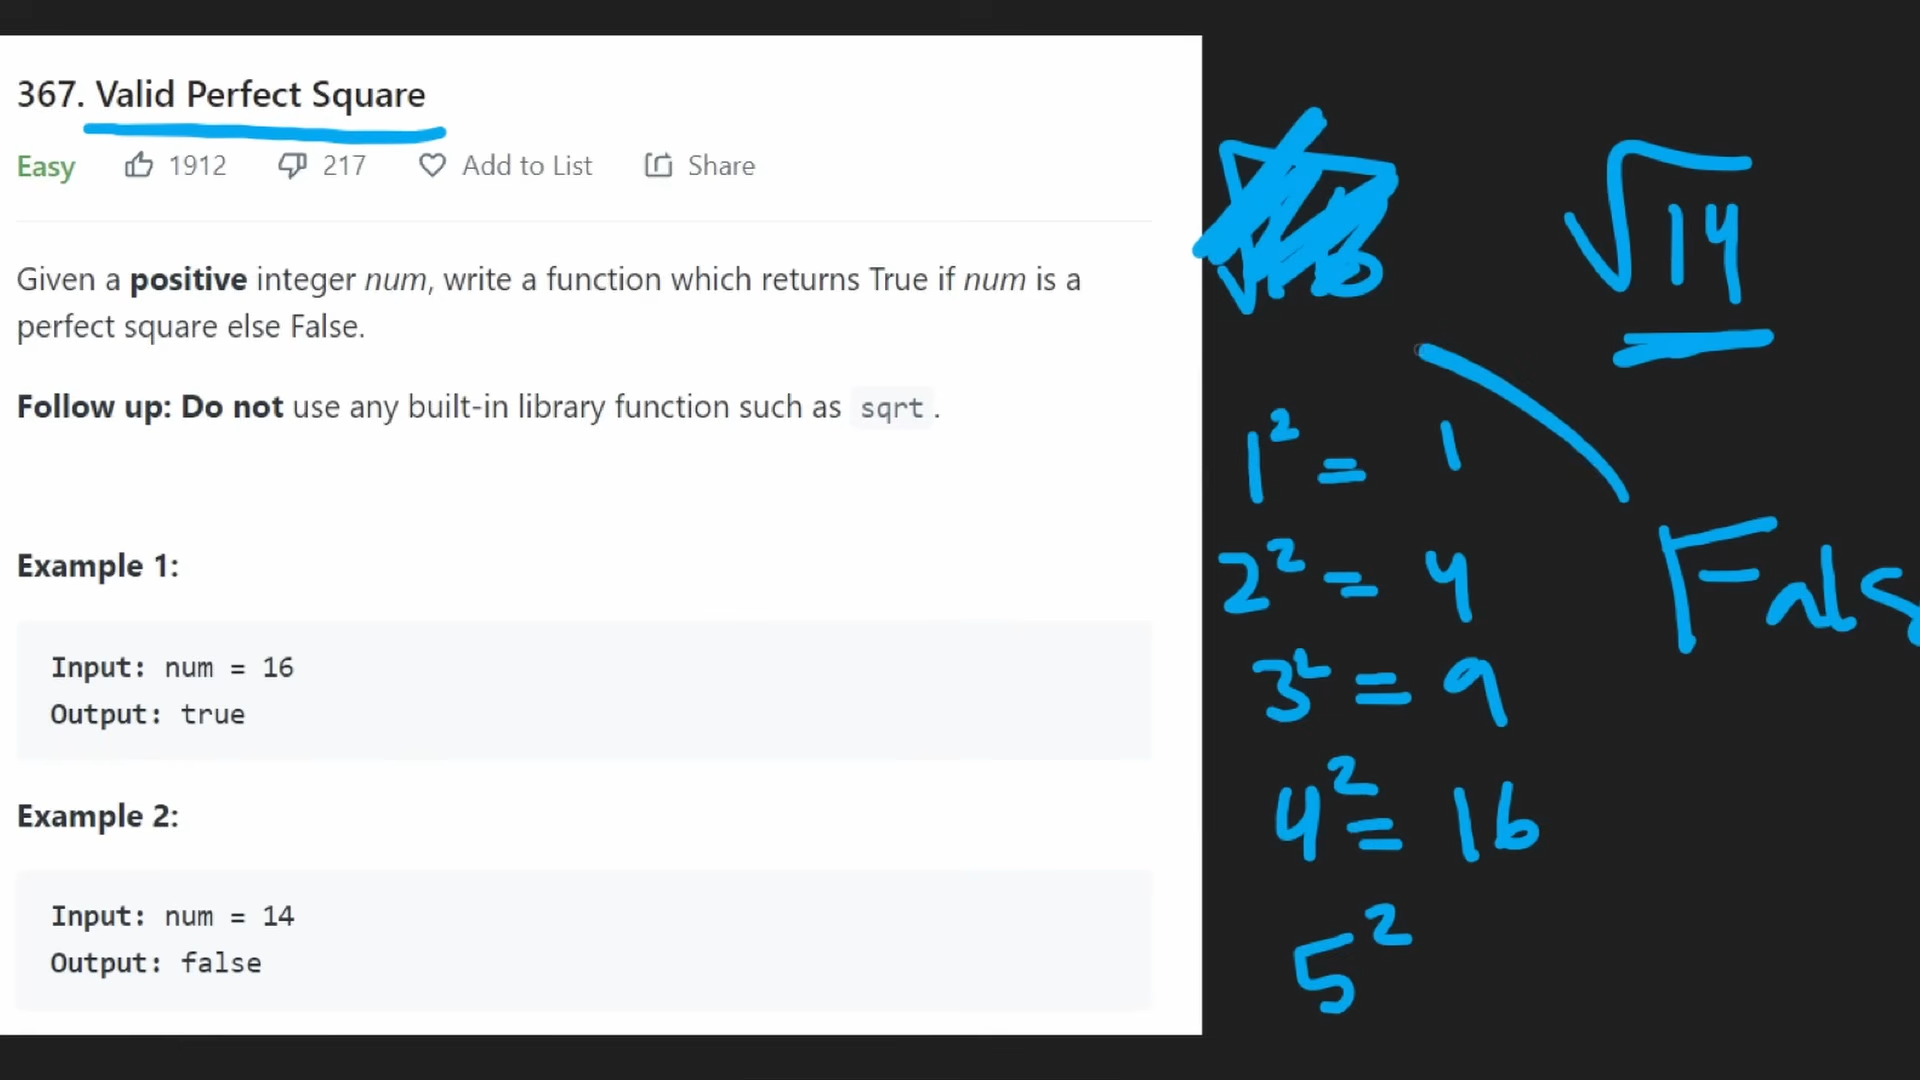 367. Valid Perfect Square
Easy 1912 217 Add to List Share
Given a positive integer num, write a function which returns True if num is a
perfect square else False.
Follow up: Do not use any built-in library function such as sqrt .
Example 1:
Input: num = 16
Output: true
Example 2:
Input: num = 14
Output: false
√14
1² = 1
2² = 4
3² = 9
4² = 16
5²
Fals